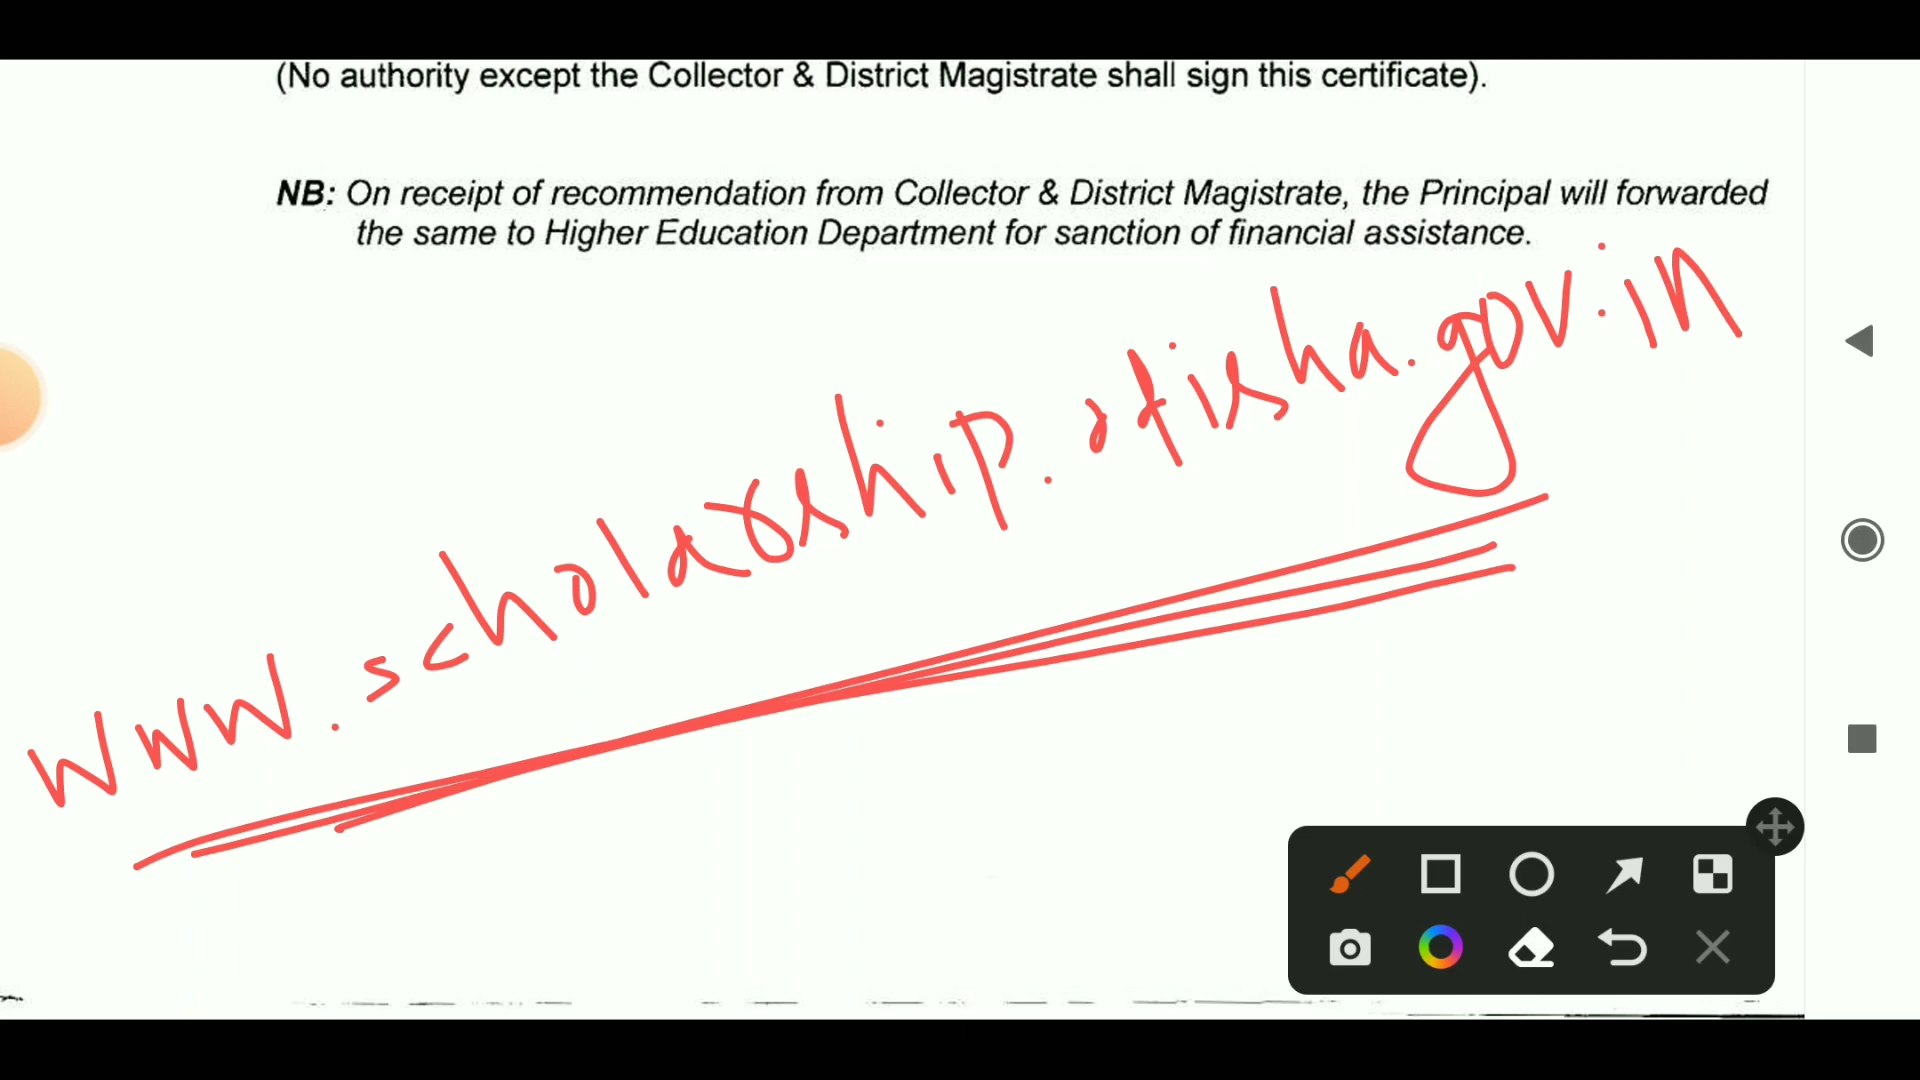 (No authority except the Collector & District Magistrate shall sign this certificate).
NB: On receipt of recommendation from Collector & District Magistrate, the Principal will forwarded
the same to Higher Education Department for sanction of financial assistance.
www.scholarship.odisha.gov.in